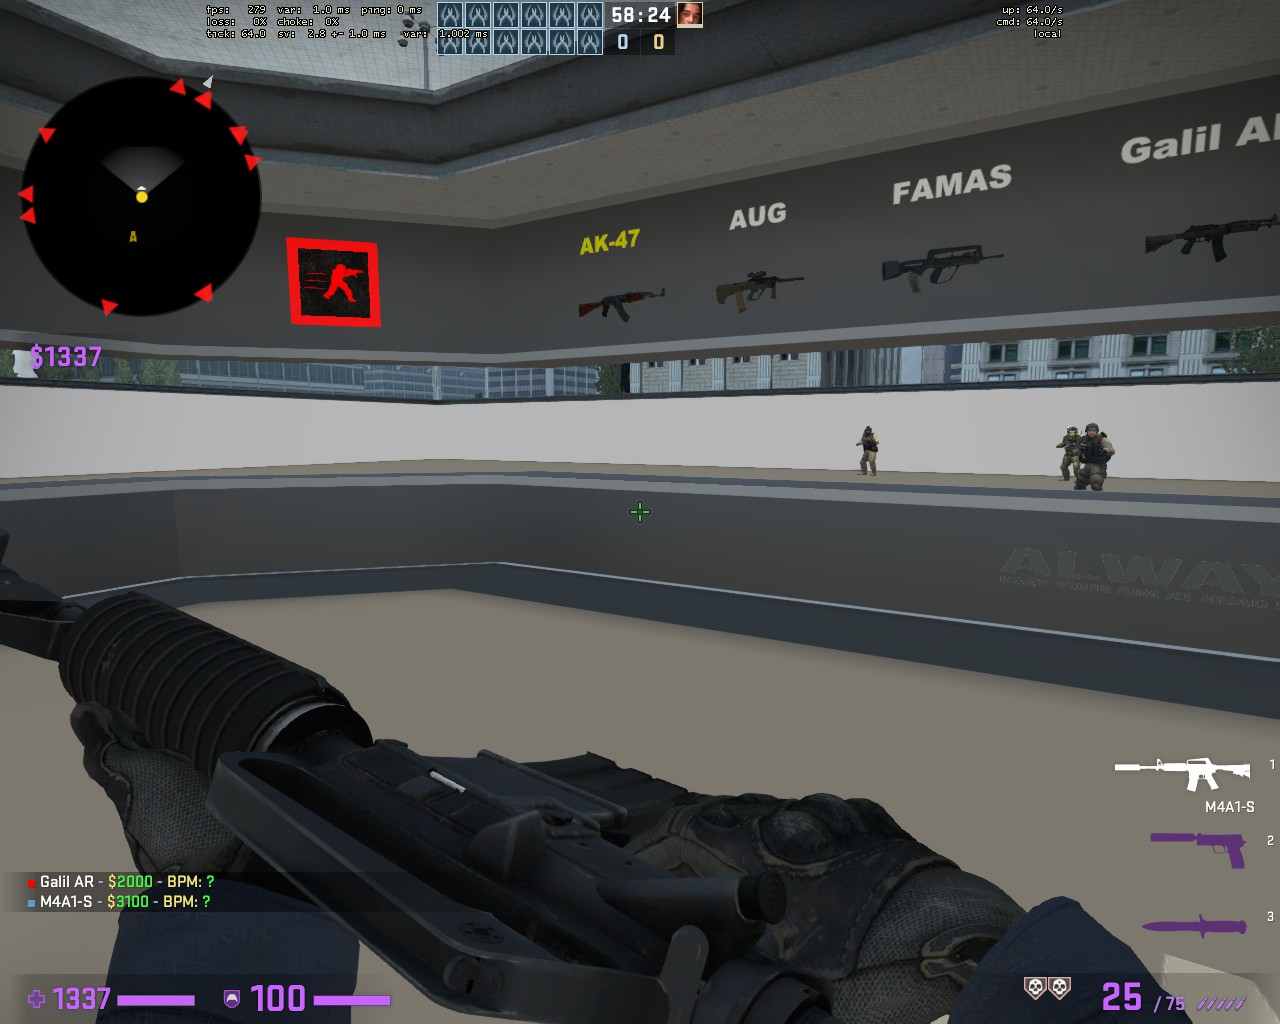 fps: 279 var: 1.0 ms ping: 0 ms
loss: 0% choke: 0%
tick: 64.0 sv: 2.8 +- 1.0 ms var: 1.002 ms
58:24
0 0
up: 64.0/s
cmd: 64.0/s
local
A
$1337
AK-47
AUG
FAMAS
Galil AR
ALWAY
1
M4A1-S
2
3
Galil AR - $2000 - BPM: ?
M4A1-S - $3100 - BPM: ?
1337
100
25 / 75